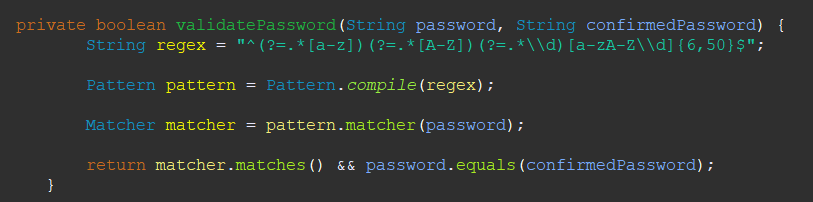 private boolean validatePassword(String password, String confirmedPassword) {
String regex = "^(?=.*[a-z])(?=.*[A-Z])(?=.*\\d)[a-zA-Z\\d]{6,50}$";
Pattern pattern = Pattern.compile(regex);
Matcher matcher = pattern.matcher(password);
return matcher.matches() && password.equals(confirmedPassword);
}